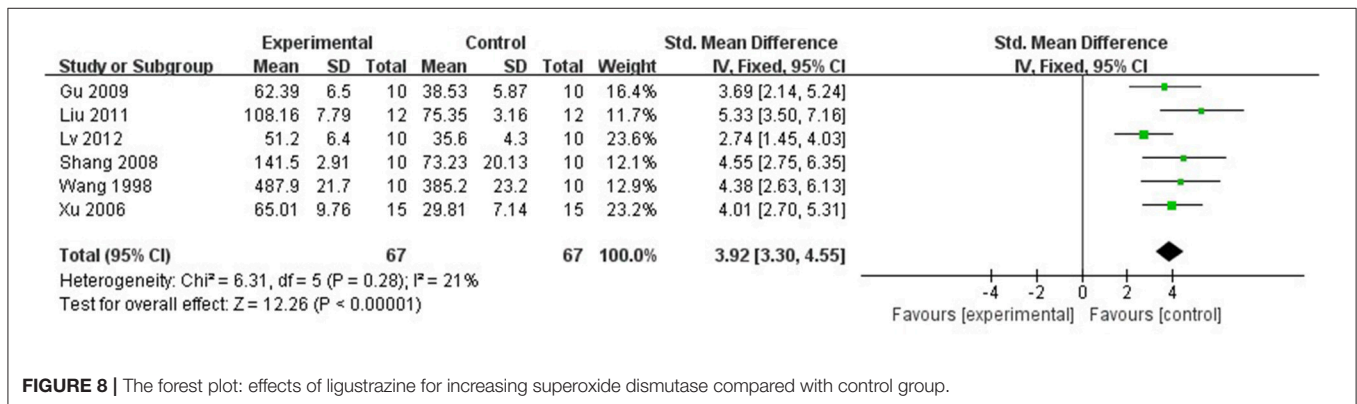 Experimental Control Std. Mean Difference Std. Mean Difference
Study or Subgroup Mean SD Total Mean SD Total Weight IV, Fixed, 95% CI IV, Fixed, 95% CI
Gu 2009 62.39 6.5 10 38.53 5.87 10 16.4% 3.69 [2.14, 5.24]
Liu 2011 108.16 7.79 12 75.35 3.16 12 11.7% 5.33 [3.50, 7.16]
Lv 2012 51.2 6.4 10 35.6 4.3 10 23.6% 2.74 [1.45, 4.03]
Shang 2008 141.5 2.91 10 73.23 20.13 10 12.1% 4.55 [2.75, 6.35]
Wang 1998 487.9 21.7 10 385.2 23.2 10 12.9% 4.38 [2.63, 6.13]
Xu 2006 65.01 9.76 15 29.81 7.14 15 23.2% 4.01 [2.70, 5.31]
Total (95% CI) 67 67 100.0% 3.92 [3.30, 4.55]
Heterogeneity: Chi² = 6.31, df = 5 (P = 0.28); I² = 21%
Test for overall effect: Z = 12.26 (P < 0.00001)
-4 -2 0 2 4
Favours [experimental] Favours [control]
FIGURE 8 | The forest plot: effects of ligustrazine for increasing superoxide dismutase compared with control group.